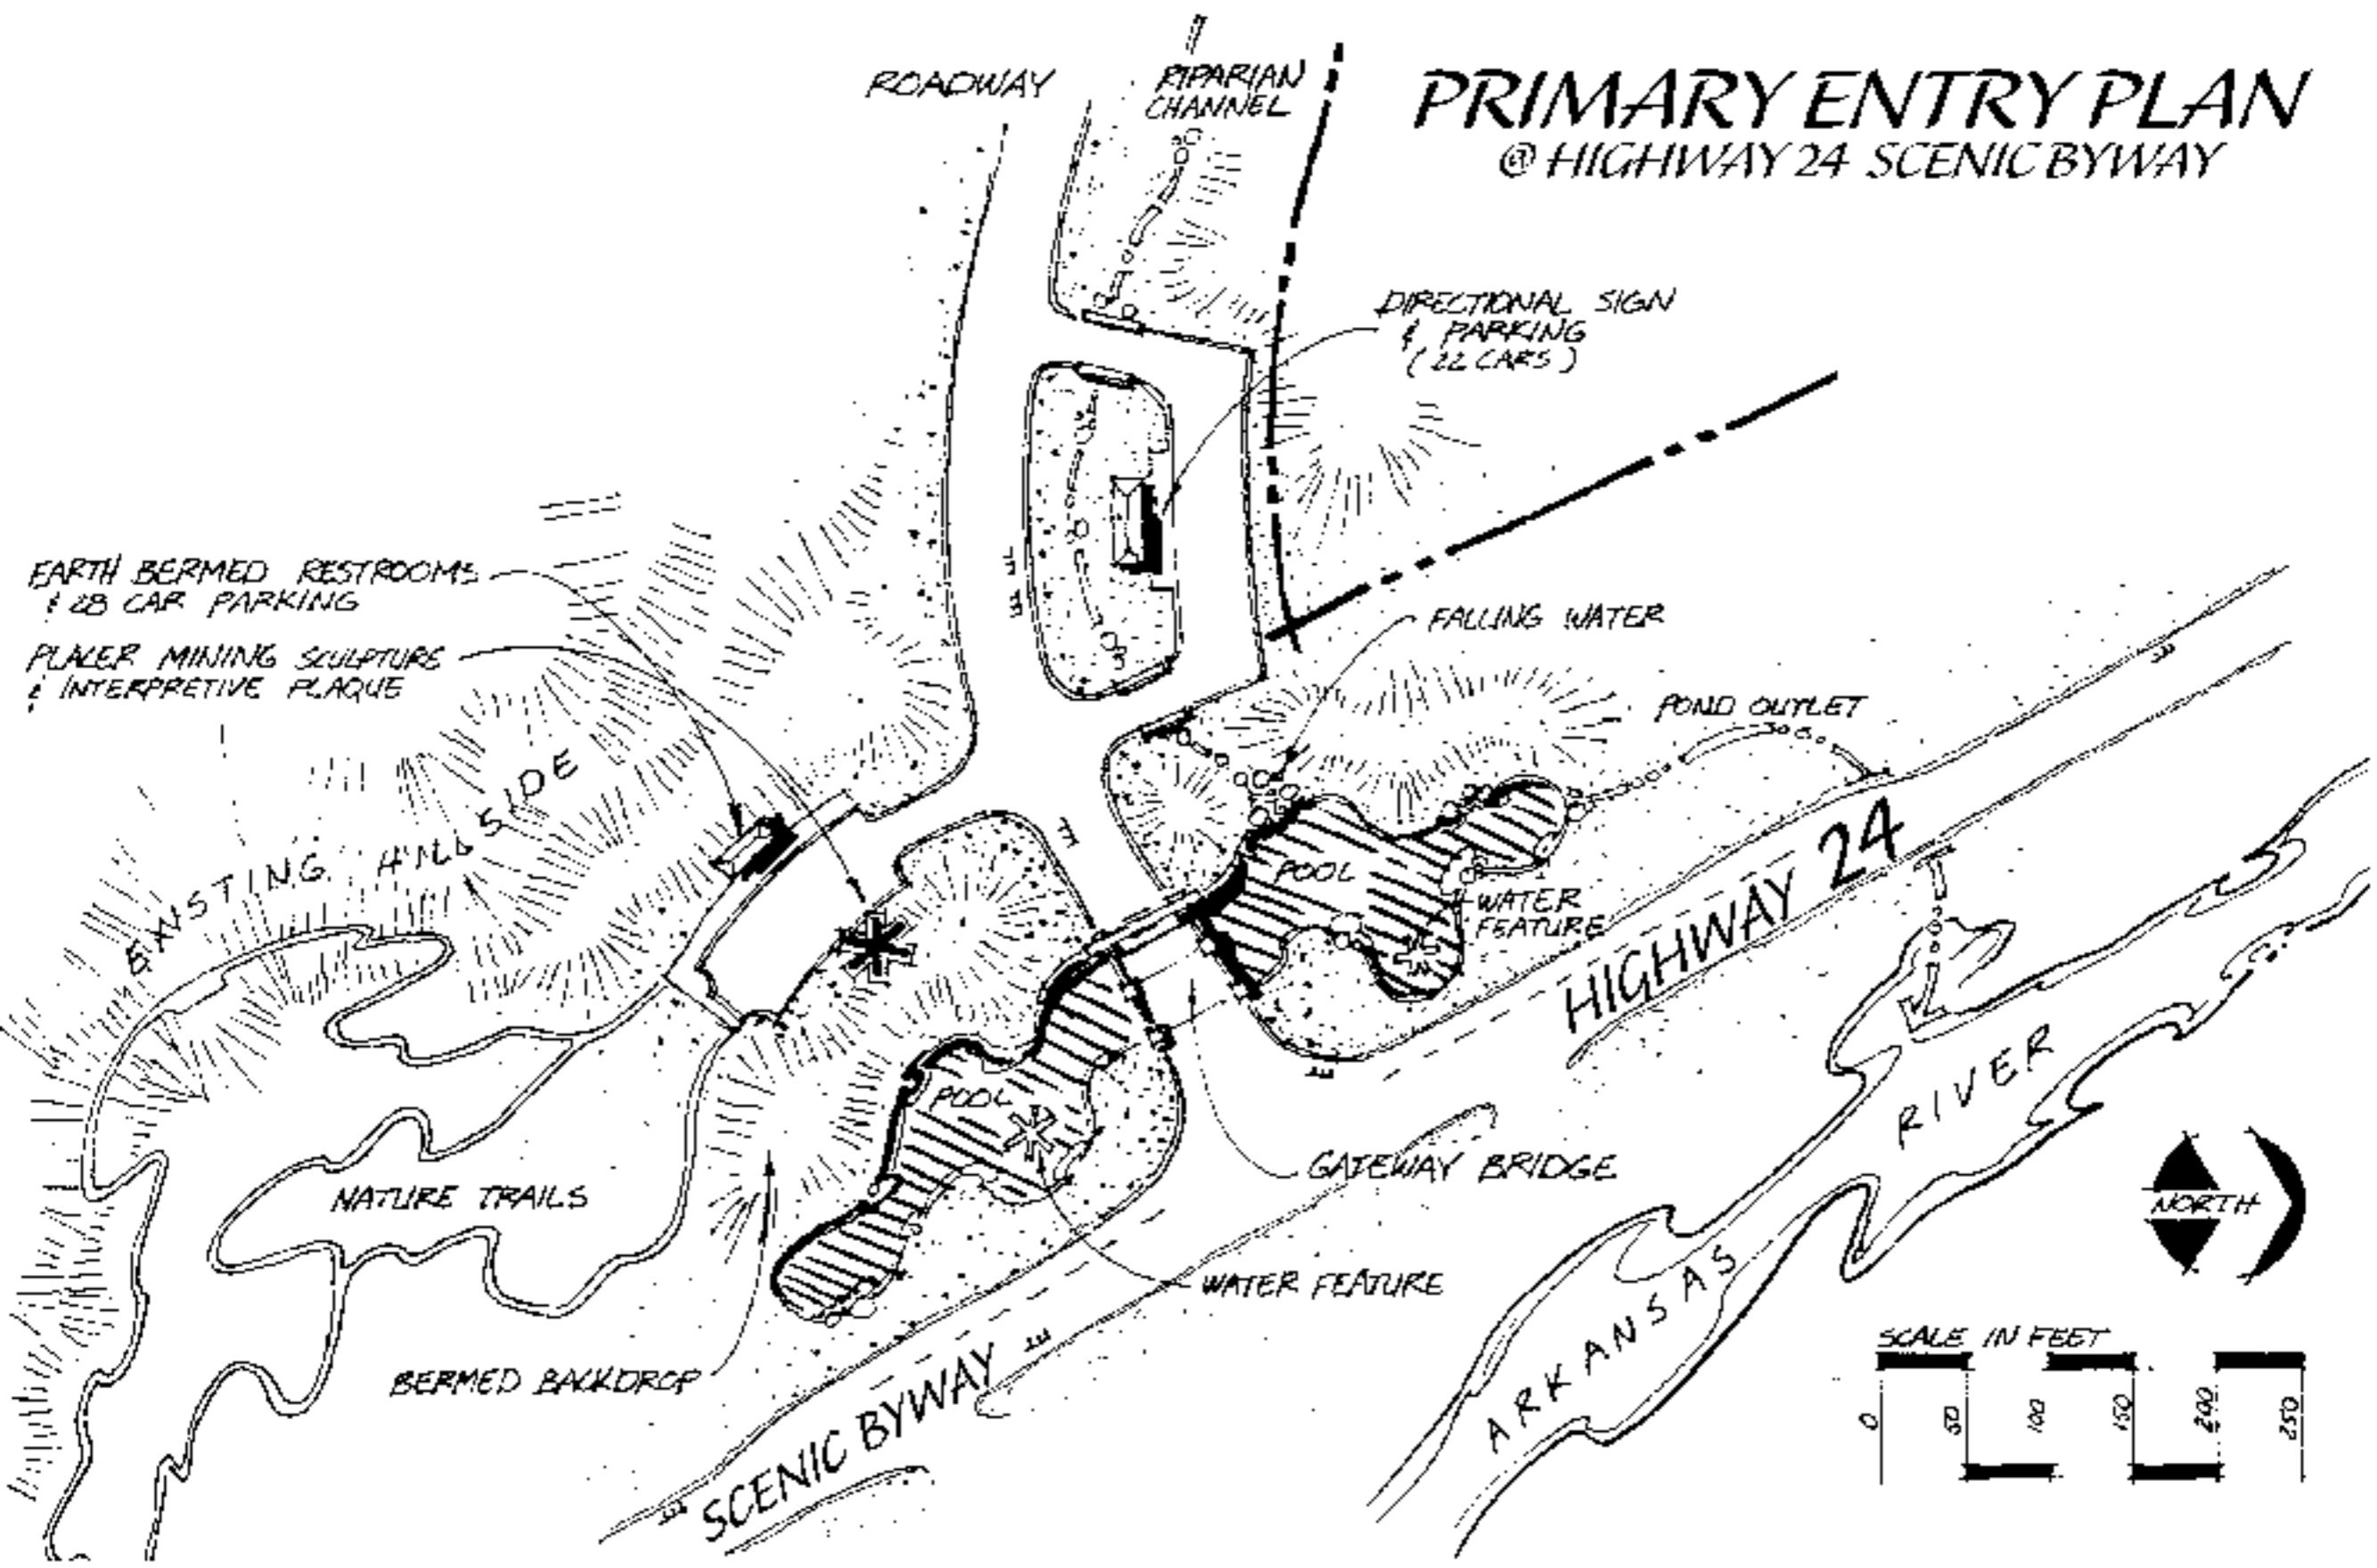 PRIMARY ENTRY PLAN
@ HIGHWAY 24 SCENIC BYWAY
ROADWAY
RIPARIAN
CHANNEL
DIRECTIONAL SIGN
& PARKING
(22 CARS)
EARTH BERMED RESTROOMS
& 28 CAR PARKING
PLACER MINING SCULPTURE
& INTERPRETIVE PLAQUE
FALLING WATER
POND OUTLET
EXISTING HILLSIDE
POOL
WATER
FEATURE
HIGHWAY 24
POOL
NATURE TRAILS
GATEWAY BRIDGE
WATER FEATURE
BERMED BACKDROP
SCENIC BYWAY
ARKANSAS RIVER
NORTH
SCALE IN FEET
0 50 100 150 200 250